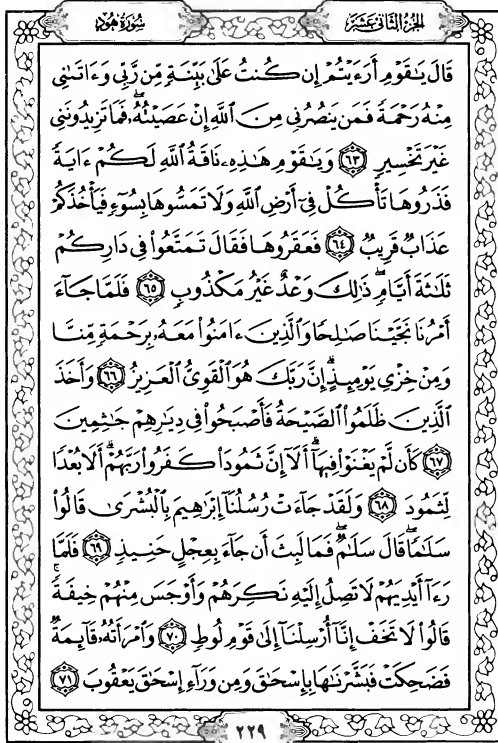 الجزء الثاني عشر
سورة هود
قَالَ يَٰقَوْمِ أَرَءَيْتُمْ إِن كُنتُ عَلَىٰ بَيِّنَةٍ مِّن رَّبِّى وَءَاتَىٰنِى
مِنْهُ رَحْمَةً فَمَن يَنصُرُنِى مِنَ ٱللَّهِ إِنْ عَصَيْتُهُۥ ۖ فَمَا تَزِيدُونَنِى
غَيْرَ تَخْسِيرٍ ٦٣ وَيَٰقَوْمِ هَٰذِهِۦ نَاقَةُ ٱللَّهِ لَكُمْ ءَايَةً
فَذَرُوهَا تَأْكُلْ فِىٓ أَرْضِ ٱللَّهِ وَلَا تَمَسُّوهَا بِسُوٓءٍ فَيَأْخُذَكُمْ
عَذَابٌ قَرِيبٌ ٦٤ فَعَقَرُوهَا فَقَالَ تَمَتَّعُوا۟ فِى دَارِكُمْ
ثَلَٰثَةَ أَيَّامٍ ۖ ذَٰلِكَ وَعْدٌ غَيْرُ مَكْذُوبٍ ٦٥ فَلَمَّا جَآءَ
أَمْرُنَا نَجَّيْنَا صَٰلِحًا وَٱلَّذِينَ ءَامَنُوا۟ مَعَهُۥ بِرَحْمَةٍ مِّنَّا
وَمِنْ خِزْىِ يَوْمِئِذٍ ۗ إِنَّ رَبَّكَ هُوَ ٱلْقَوِىُّ ٱلْعَزِيزُ ٦٦ وَأَخَذَ
ٱلَّذِينَ ظَلَمُوا۟ ٱلصَّيْحَةُ فَأَصْبَحُوا۟ فِى دِيَٰرِهِمْ جَٰثِمِينَ
٦٧ كَأَن لَّمْ يَغْنَوْا۟ فِيهَآ ۗ أَلَآ إِنَّ ثَمُودَا۟ كَفَرُوا۟ رَبَّهُمْ ۗ أَلَا بُعْدًا
لِّثَمُودَ ٦٨ وَلَقَدْ جَآءَتْ رُسُلُنَآ إِبْرَٰهِيمَ بِٱلْبُشْرَىٰ قَالُوا۟
سَلَٰمًا ۖ قَالَ سَلَٰمٌ ۖ فَمَا لَبِثَ أَن جَآءَ بِعِجْلٍ حَنِيذٍ ٦٩ فَلَمَّا
رَءَآ أَيْدِيَهُمْ لَا تَصِلُ إِلَيْهِ نَكِرَهُمْ وَأَوْجَسَ مِنْهُمْ خِيفَةً ۚ
قَالُوا۟ لَا تَخَفْ إِنَّآ أُرْسِلْنَآ إِلَىٰ قَوْمِ لُوطٍ ٧٠ وَٱمْرَأَتُهُۥ قَآئِمَةٌ
فَضَحِكَتْ فَبَشَّرْنَٰهَا بِإِسْحَٰقَ وَمِن وَرَآءِ إِسْحَٰقَ يَعْقُوبَ ٧١
٢٢٩